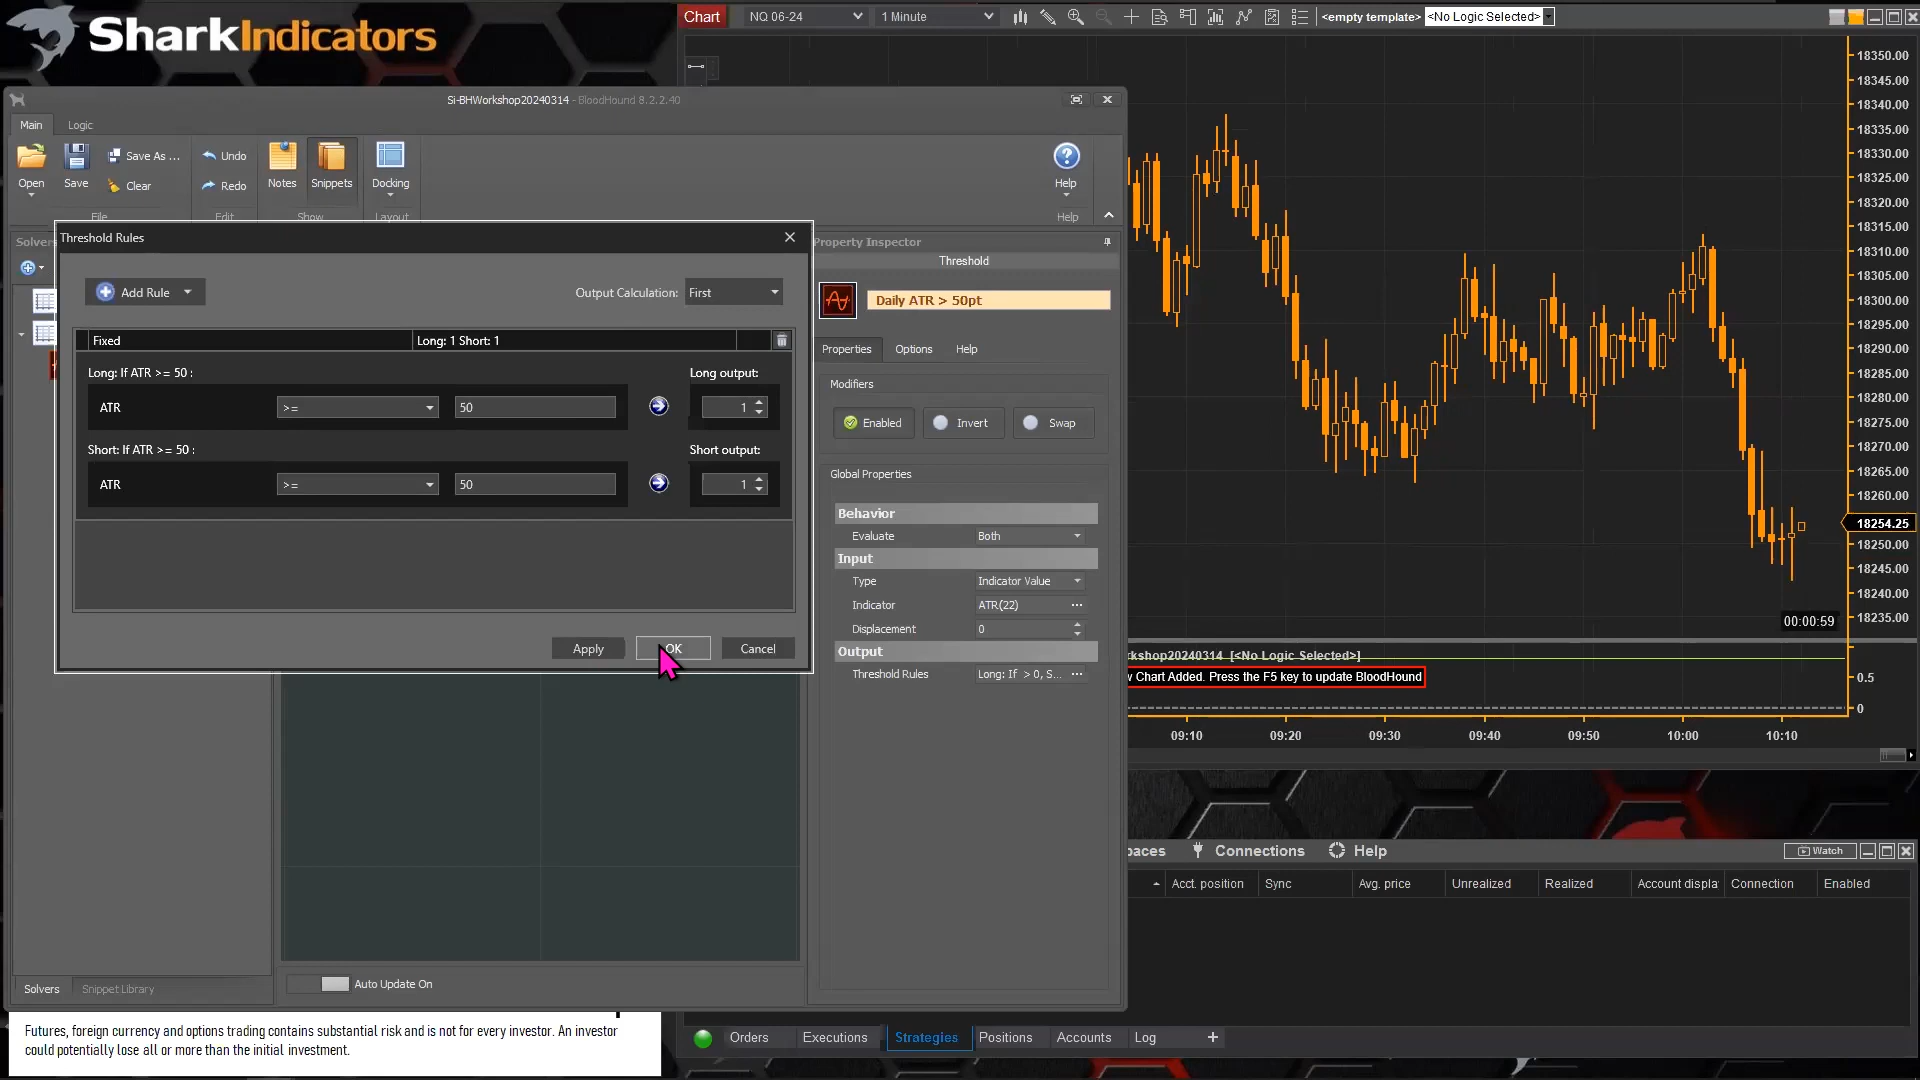 SharkIndicators
Chart
NQ 06-24
1 Minute
<empty template>
<No Logic Selected>
Si-BHWorkshop20240314 - BloodHound 8.2.2.40
Main
Logic
Open
Save
Save As ...
Clear
Undo
Redo
Notes
Snippets
Docking
Help
File
Edit
Show
Layout
Help
Solver
Threshold Rules
Add Rule
Output Calculation: First
Fixed
Long: 1 Short: 1
Long: If ATR >= 50 :
Long output:
ATR
>=
50
1
Short: If ATR >= 50 :
Short output:
ATR
>=
50
1
Apply
OK
Cancel
Property Inspector
Threshold
Daily ATR > 50pt
Properties
Options
Help
Modifiers
Enabled
Invert
Swap
Global Properties
Behavior
Evaluate
Both
Input
Type
Indicator Value
Indicator
ATR(22)
...
Displacement
0
Output
Threshold Rules
Long: If > 0, S...
...
Solvers
Snippet Library
Auto Update On
Futures, foreign currency and options trading contains substantial risk and is not for every investor. An investor
could potentially lose all or more than the initial investment.
18350.00
18345.00
18340.00
18335.00
18330.00
18325.00
18320.00
18315.00
18310.00
18305.00
18300.00
18295.00
18290.00
18285.00
18280.00
18275.00
18270.00
18265.00
18260.00
18254.25
18250.00
18245.00
18240.00
18235.00
00:00:59
rkshop20240314 [<No Logic Selected>]
w Chart Added. Press the F5 key to update BloodHound
0.5
0
09:10
09:20
09:30
09:40
09:50
10:00
10:10
paces
Connections
Help
Watch
Acct. position
Sync
Avg. price
Unrealized
Realized
Account displa
Connection
Enabled
Orders
Executions
Strategies
Positions
Accounts
Log
+